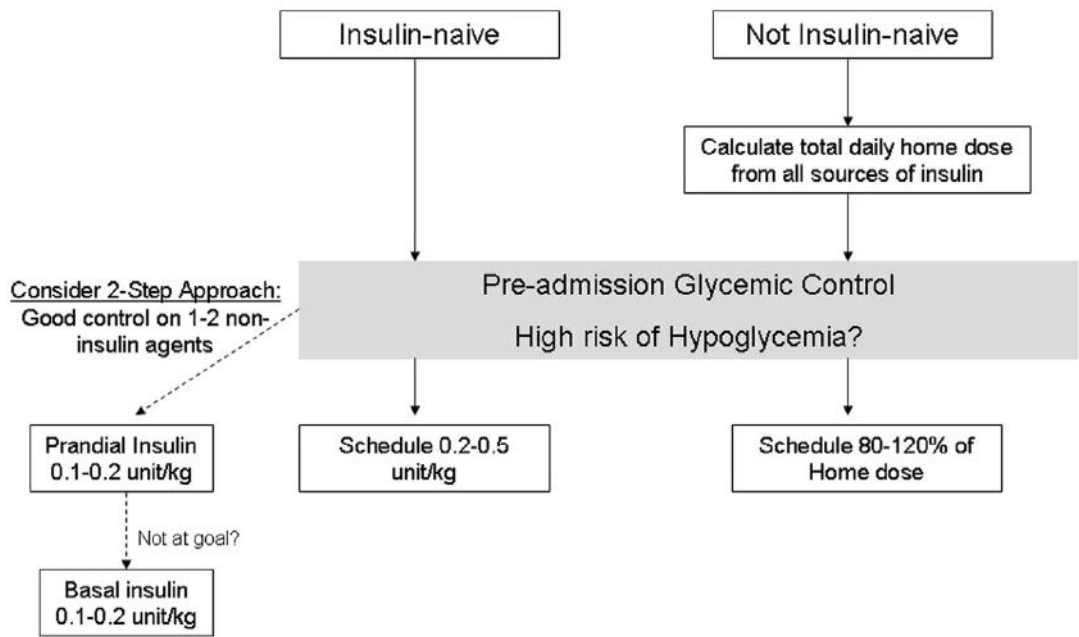 Insulin-naive
Not Insulin-naive
Calculate total daily home dose
from all sources of insulin
Pre-admission Glycemic Control
High risk of Hypoglycemia?
Consider 2-Step Approach:
Good control on 1-2 non-
insulin agents
Prandial Insulin
0.1-0.2 unit/kg
Schedule 0.2-0.5
unit/kg
Schedule 80-120% of
Home dose
Not at goal?
Basal insulin
0.1-0.2 unit/kg